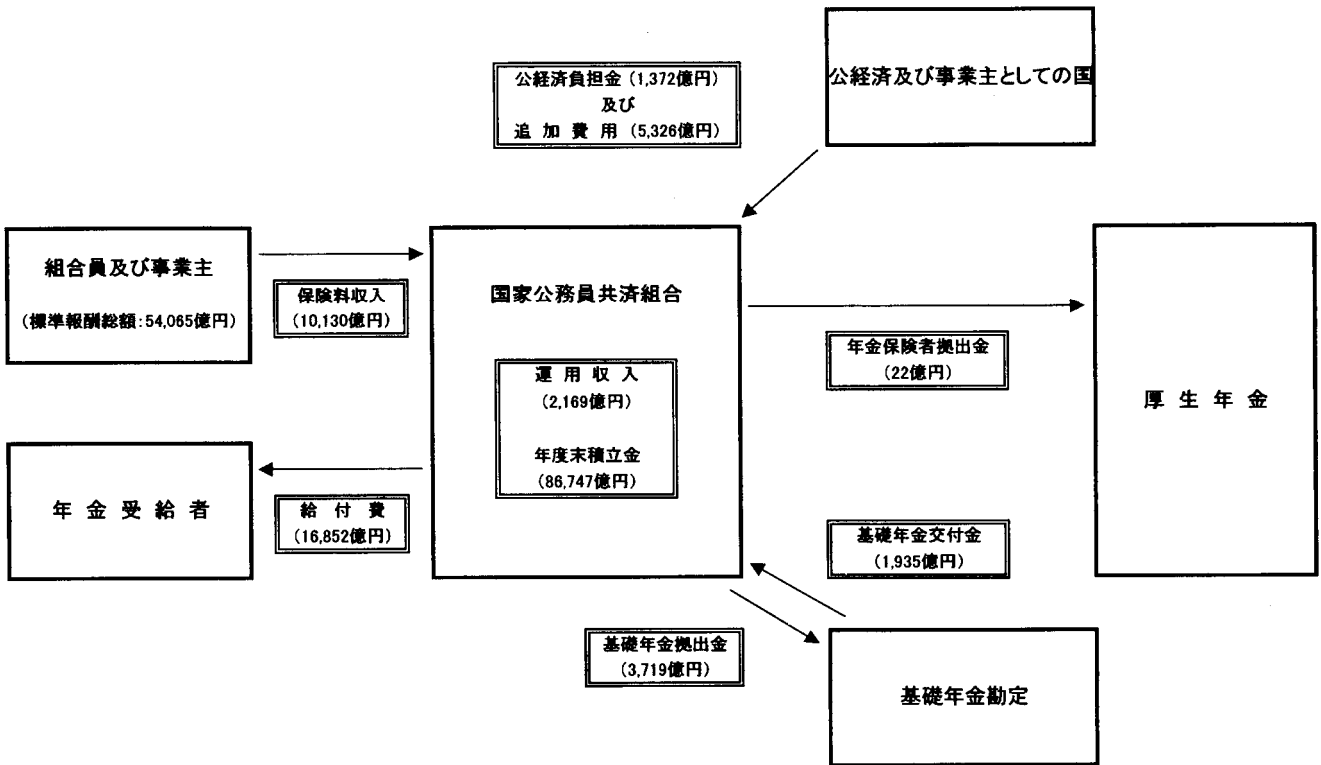 公経済及び事業主としての国
公経済負担金 (1,372億円)
及び
追 加 費 用 (5,326億円)
組合員及び事業主
(標準報酬総額:54,065億円)
保険料収入
(10,130億円)
国家公務員共済組合
運 用 収 入
(2,169億円)
年度末積立金
(86,747億円)
年金保険者拠出金
(22億円)
厚 生 年 金
年 金 受 給 者
給 付 費
(16,852億円)
基礎年金交付金
(1,935億円)
基礎年金拠出金
(3,719億円)
基礎年金勘定